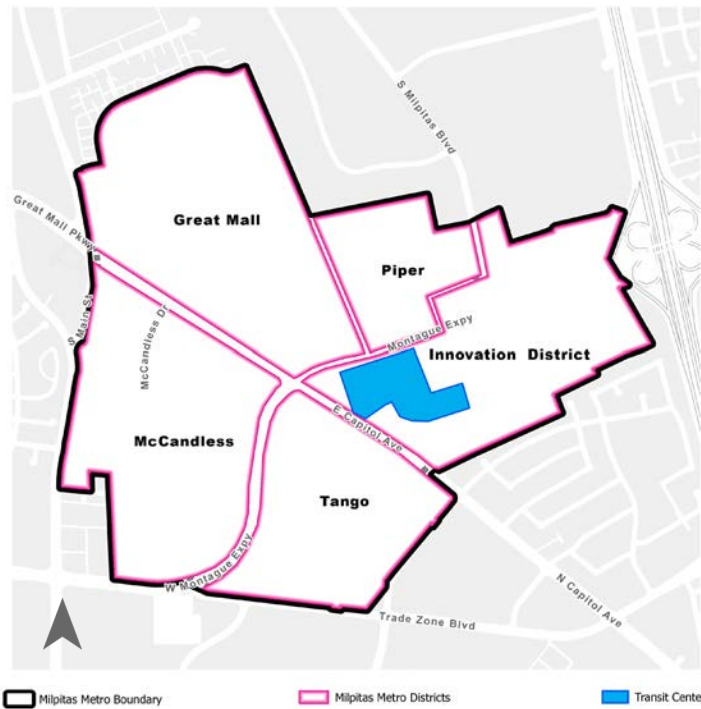 S Milpitas Blvd
Great Mall Pkwy
Great Mall
Piper
S Main St
McCandless Dr
Montague Expy
Innovation District
E Capitol Ave
McCandless
Tango
W Montague Expy
N Capitol Ave
Trade Zone Blvd
Milpitas Metro Boundary
Milpitas Metro Districts
Transit Cente